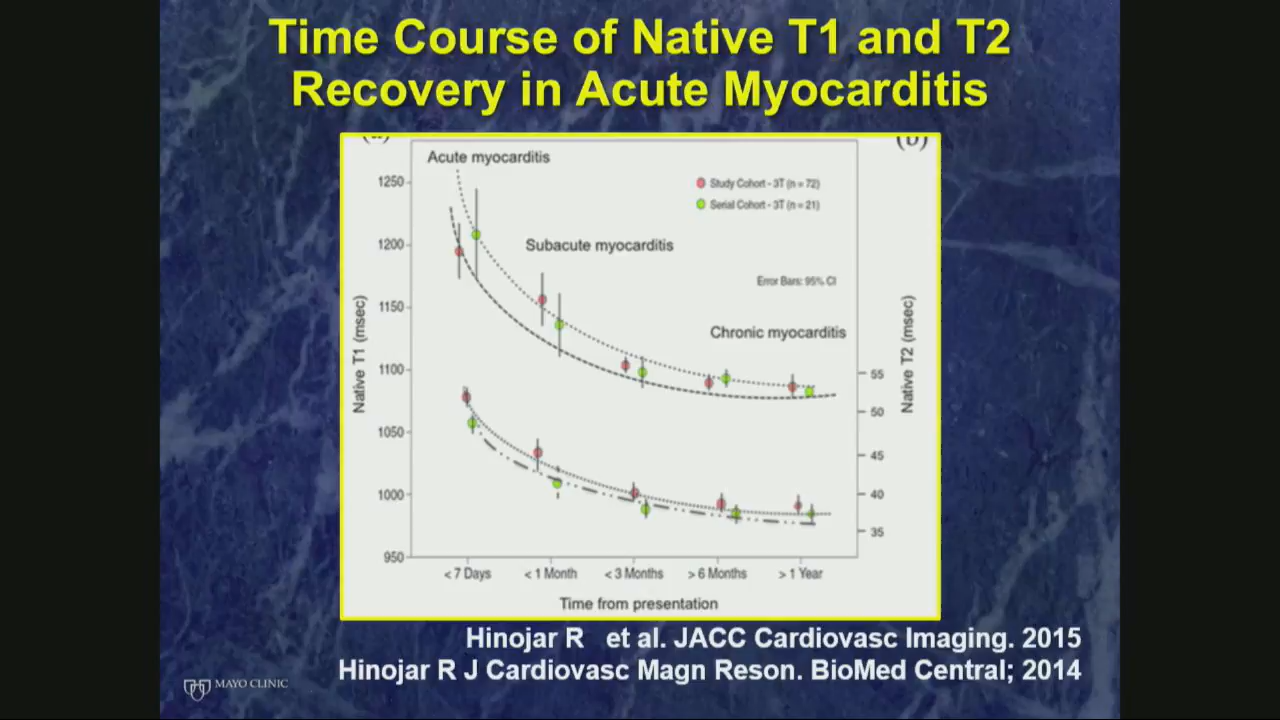 Time Course of Native T1 and T2
Recovery in Acute Myocarditis
(a)
(b)
Acute myocarditis
Study Cohort - 3T (n = 72)
Serial Cohort - 3T (n = 21)
Subacute myocarditis
Error Bars: 95% CI
Chronic myocarditis
Native T1 (msec)
1250
1200
1150
1100
1050
1000
950
Native T2 (msec)
55
50
45
40
35
< 7 Days
< 1 Month
< 3 Months
> 6 Months
> 1 Year
Time from presentation
Hinojar R et al. JACC Cardiovasc Imaging. 2015
Hinojar R J Cardiovasc Magn Reson. BioMed Central; 2014
MAYO CLINIC